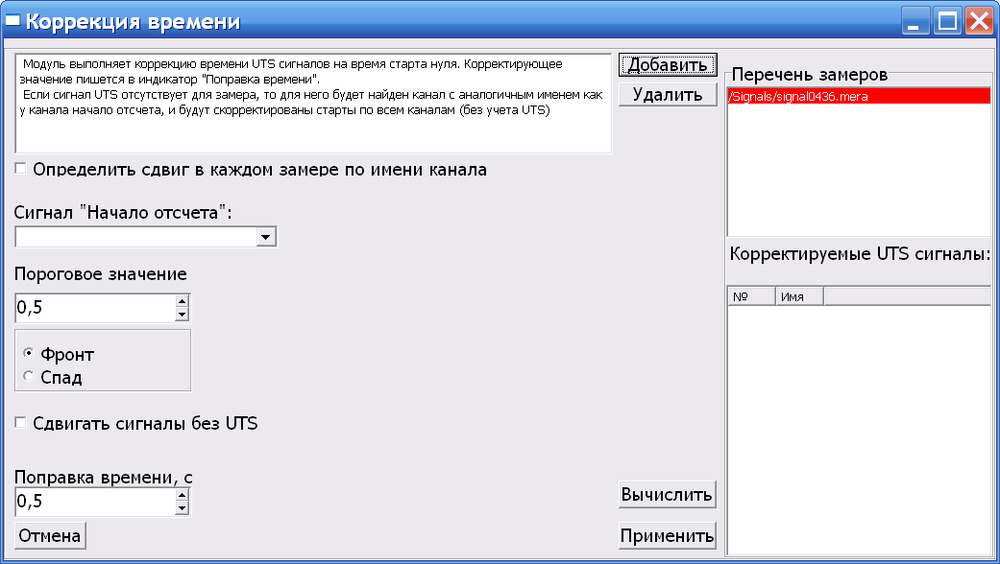 Коррекция времени
Модуль выполняет коррекцию времени UTS сигналов на время старта нуля. Корректирующее
значение пишется в индикатор "Поправка времени".
Если сигнал UTS отсутствует для замера, то для него будет найден канал с аналогичным именем как
у канала начало отсчета, и будут скорректированы старты по всем каналам (без учета UTS)
Добавить
Удалить
Перечень замеров
/Signals/signal0436.mera
Определить сдвиг в каждом замере по имени канала
Сигнал "Начало отсчета":
Корректируемые UTS сигналы:
№ Имя
Пороговое значение
0,5
Фронт
Спад
Сдвигать сигналы без UTS
Поправка времени, с
0,5
Вычислить
Отмена
Применить